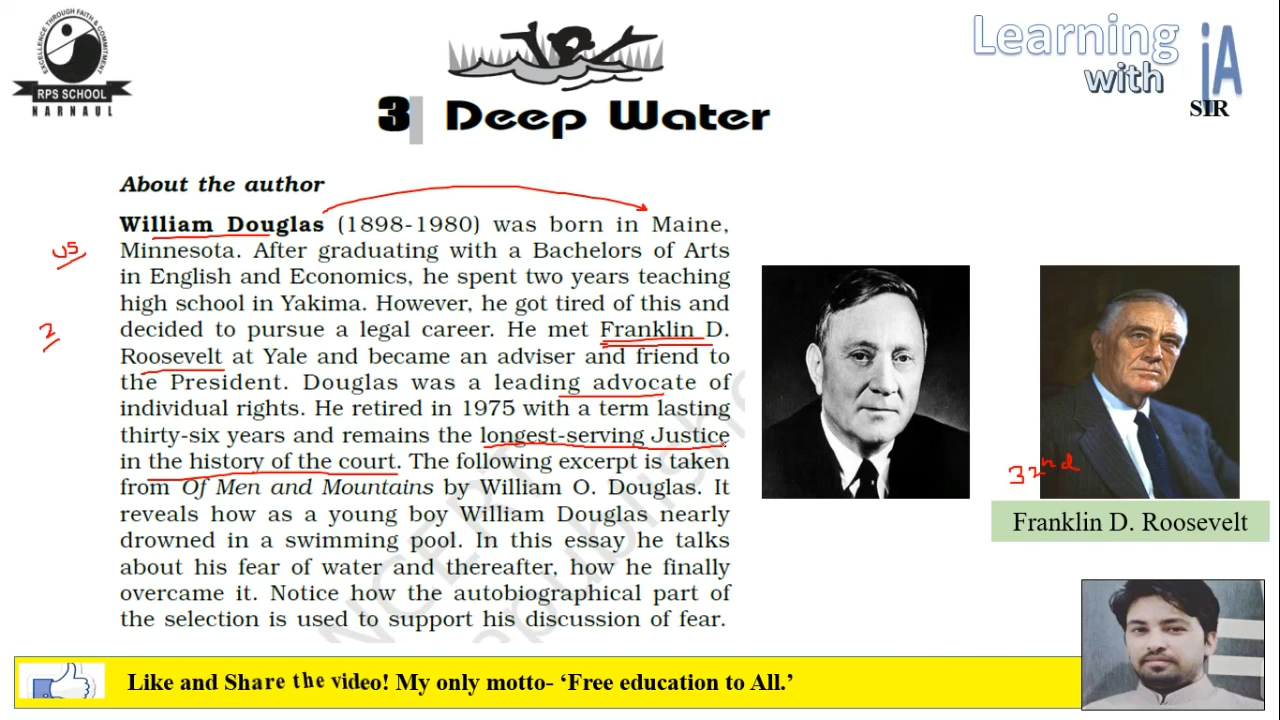 EXCELLENCE THROUGH FAITH & COMMITMENT
RPS SCHOOL
NARNAUL
Learning
with
iA
SIR
3 Deep Water
About the author
William Douglas (1898-1980) was born in Maine,
Minnesota. After graduating with a Bachelors of Arts
in English and Economics, he spent two years teaching
high school in Yakima. However, he got tired of this and
decided to pursue a legal career. He met Franklin D.
Roosevelt at Yale and became an adviser and friend to
the President. Douglas was a leading advocate of
individual rights. He retired in 1975 with a term lasting
thirty-six years and remains the longest-serving Justice
in the history of the court. The following excerpt is taken
from Of Men and Mountains by William O. Douglas. It
reveals how as a young boy William Douglas nearly
drowned in a swimming pool. In this essay he talks
about his fear of water and thereafter, how he finally
overcame it. Notice how the autobiographical part of
the selection is used to support his discussion of fear.
US
2
32nd
Franklin D. Roosevelt
Like and Share the video! My only motto- ‘Free education to All.’